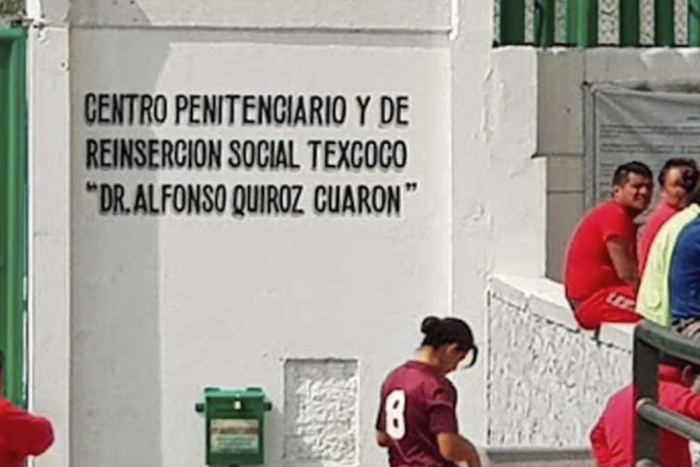 CENTRO PENITENCIARIO Y DE
REINSERCION SOCIAL TEXCOCO
"DR. ALFONSO QUIROZ CUARON"
8